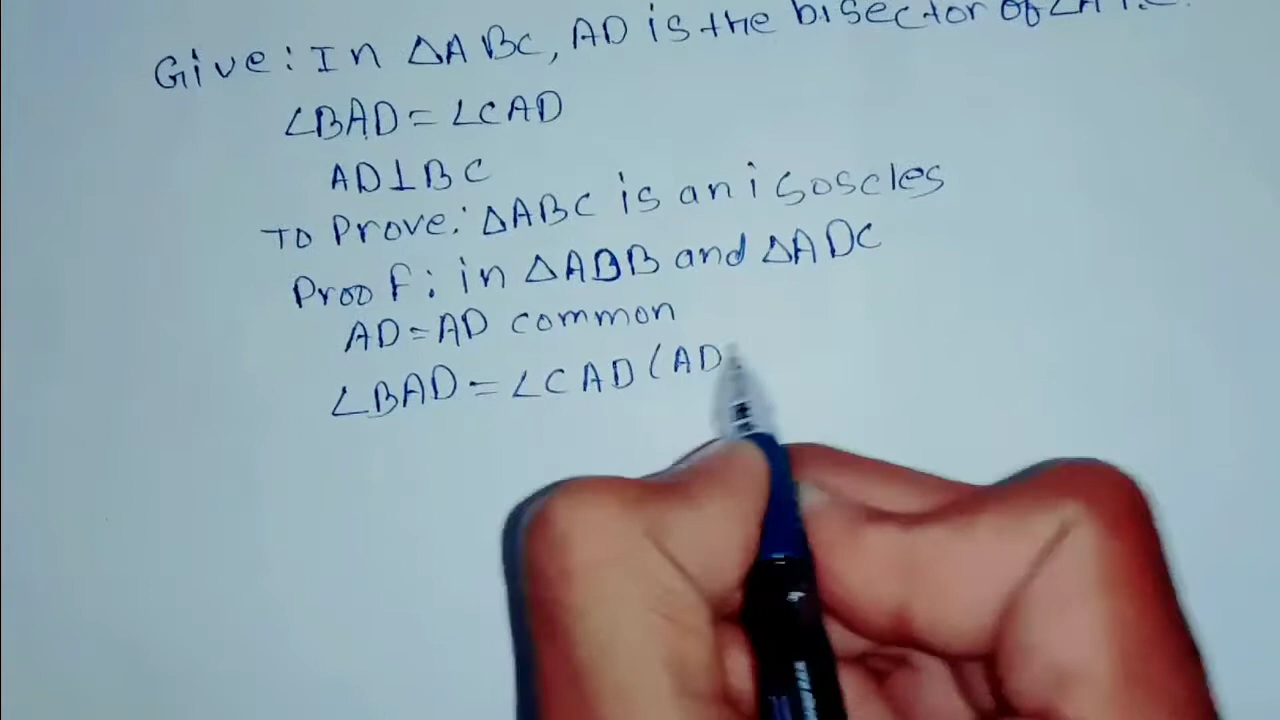 Give: In ΔABC, AD is the bisector of ∠A
∠BAD = ∠CAD
AD⊥BC
To Prove: ΔABC is an isoscles
Proof: in ΔADB and ΔADC
AD = AD common
∠BAD = ∠CAD (AD